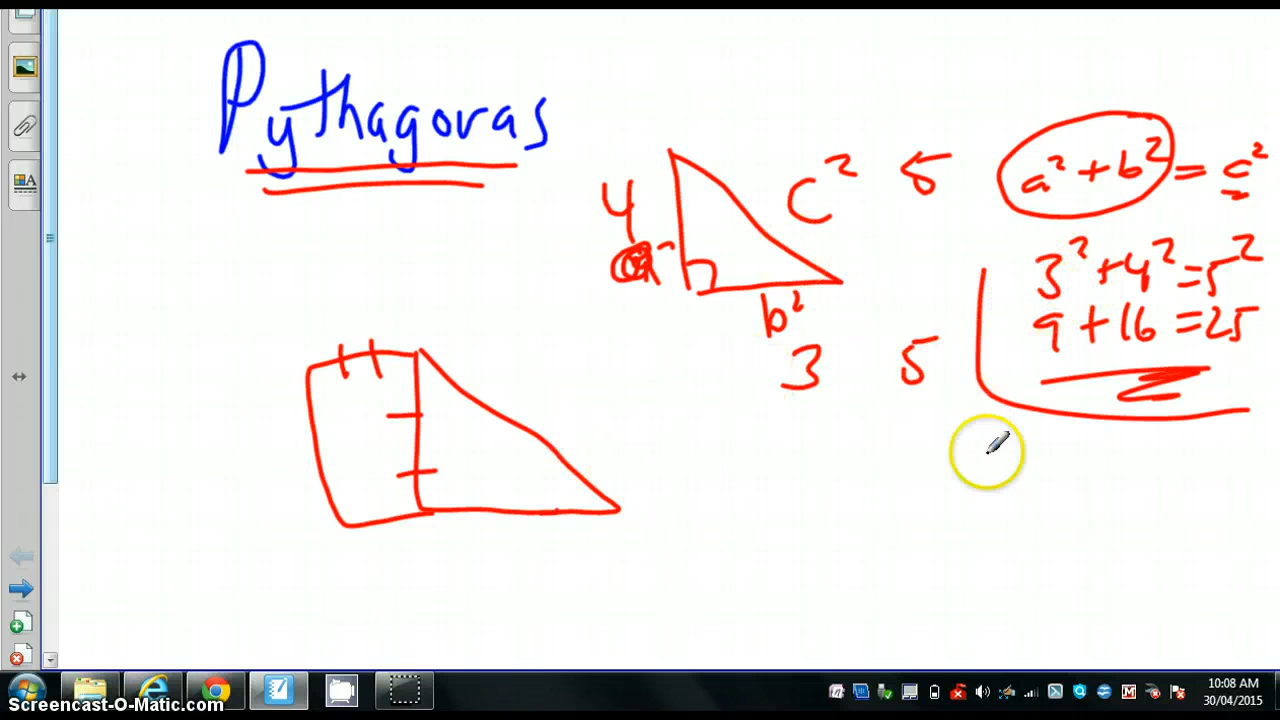 Pythagoras
a² + b² = c²
4 c² 5
3² + 4² = 5²
b²
9 + 16 = 25
3 5
10:08 AM
30/04/2015
Screencast-O-Matic.com